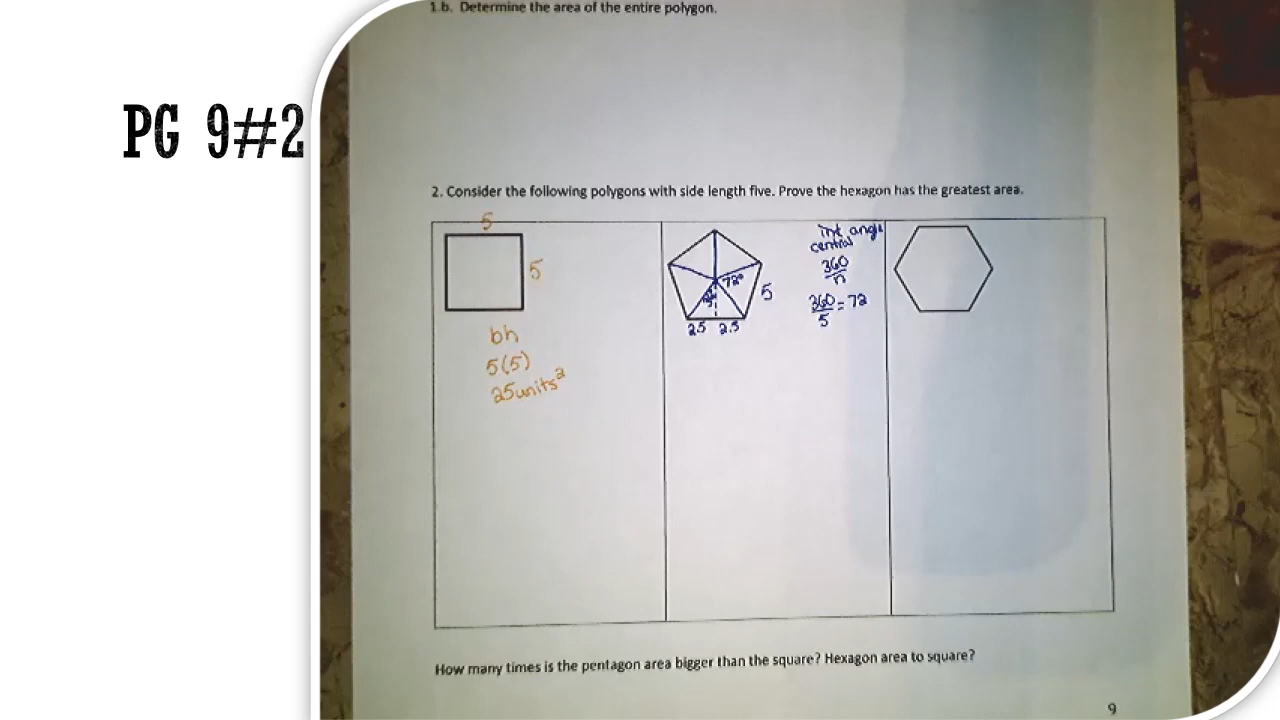 PG 9#2
1.b. Determine the area of the entire polygon.
2. Consider the following polygons with side length five. Prove the hexagon has the greatest area.
5
5
bh
5(5)
25units²
72°
5
2.5 2.5
int angle
central
360
n
360
5
= 72
How many times is the pentagon area bigger than the square? Hexagon area to square?
9